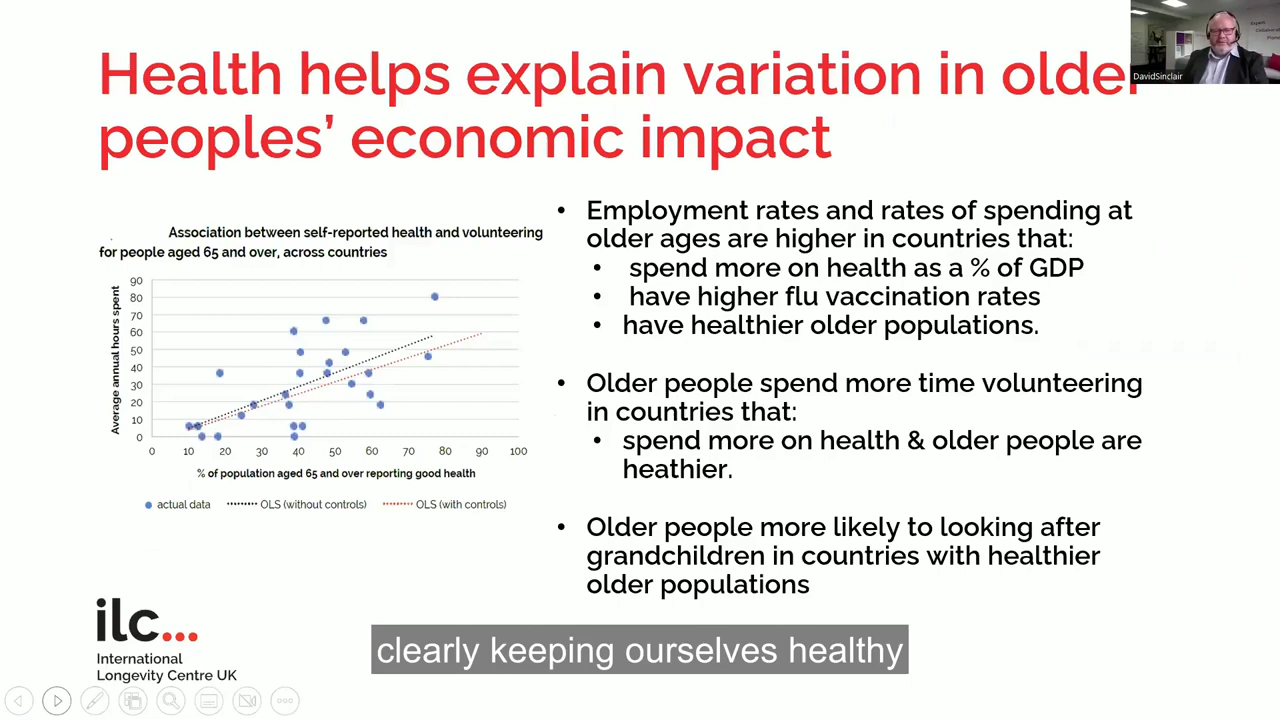 Health helps explain variation in older
peoples’ economic impact
DavidSinclair
Association between self-reported health and volunteering
for people aged 65 and over, across countries
Average annual hours spent
90
80
70
60
50
40
30
20
10
0
0 10 20 30 40 50 60 70 80 90 100
% of population aged 65 and over reporting good health
actual data OLS (without controls) OLS (with controls)
• Employment rates and rates of spending at
older ages are higher in countries that:
• spend more on health as a % of GDP
• have higher flu vaccination rates
• have healthier older populations.
• Older people spend more time volunteering
in countries that:
• spend more on health & older people are
heathier.
• Older people more likely to looking after
grandchildren in countries with healthier
older populations
ilc...
International
Longevity Centre UK
clearly keeping ourselves healthy